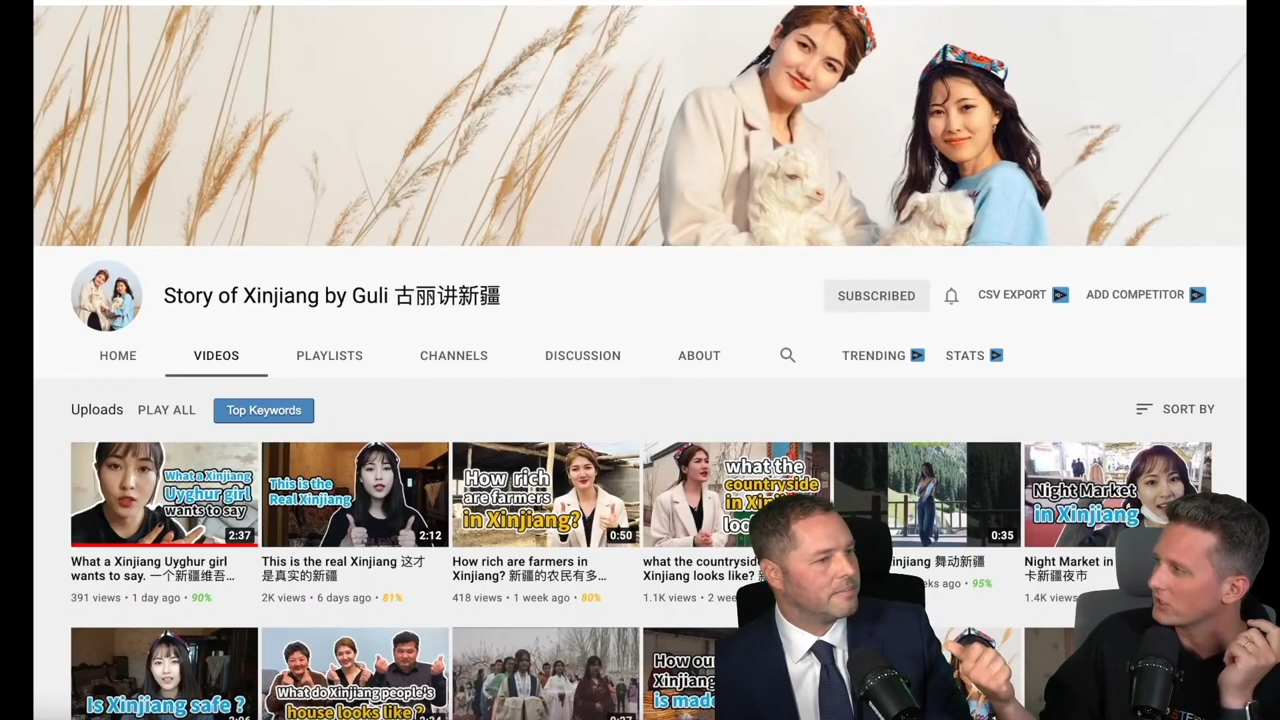 Story of Xinjiang by Guli 古丽讲新疆
SUBSCRIBED
CSV EXPORT
ADD COMPETITOR
HOME
VIDEOS
PLAYLISTS
CHANNELS
DISCUSSION
ABOUT
TRENDING
STATS
Uploads
PLAY ALL
Top Keywords
SORT BY
What a Xinjiang
Uyghur girl
wants to say
2:37
This is the
Real Xinjiang
2:12
How rich
are farmers
in Xinjiang?
0:50
what the
countryside
in
0:35
Night Market
in Xinjiang
What a Xinjiang Uyghur girl
wants to say. 一个新疆维吾...
391 views • 1 day ago • 90%
This is the real Xinjiang 这才
是真实的新疆
2K views • 6 days ago • 81%
How rich are farmers in
Xinjiang? 新疆的农民有多...
418 views • 1 week ago • 80%
what the
Xinjiang looks like?
1.1K views • 2
舞动新疆
ago • 95%
Night Market in
卡新疆夜市
1.4K views
Is Xinjiang safe ?
What do Xinjiang people's
house looks like ?
How
Xinjiang
is